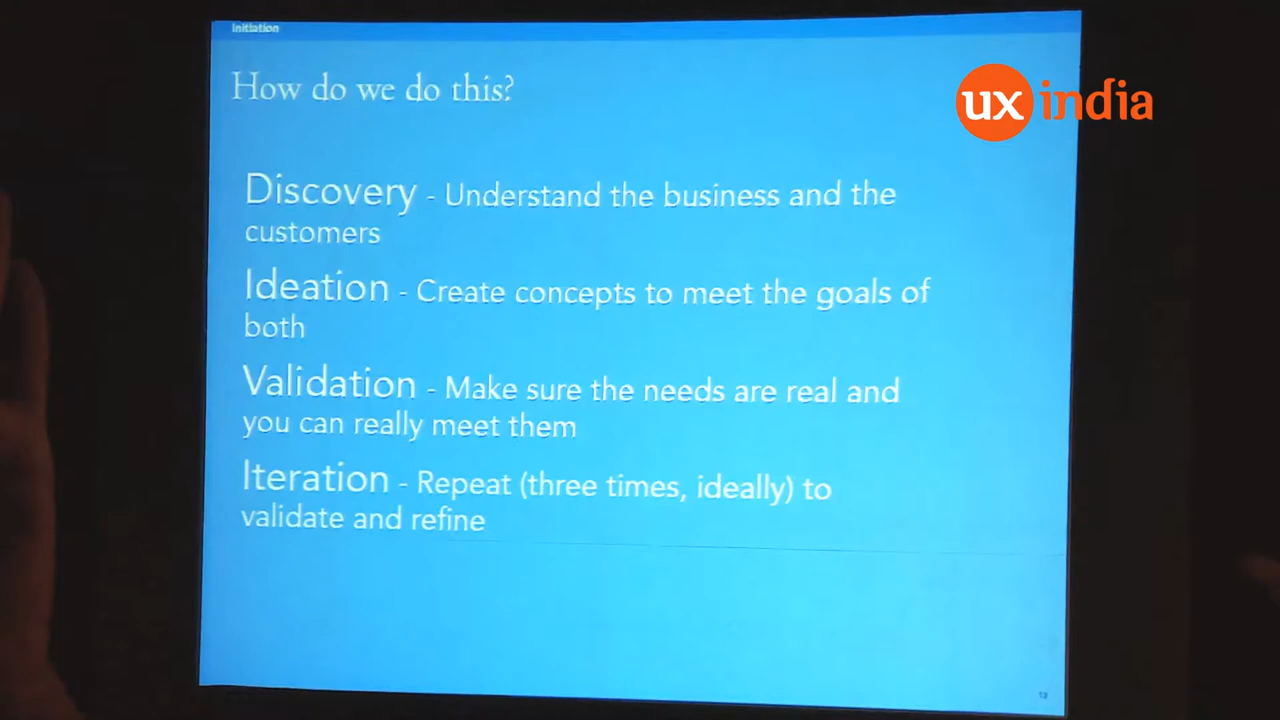 Initiation
How do we do this?
ux india
Discovery - Understand the business and the
customers
Ideation - Create concepts to meet the goals of
both
Validation - Make sure the needs are real and
you can really meet them
Iteration - Repeat (three times, ideally) to
validate and refine